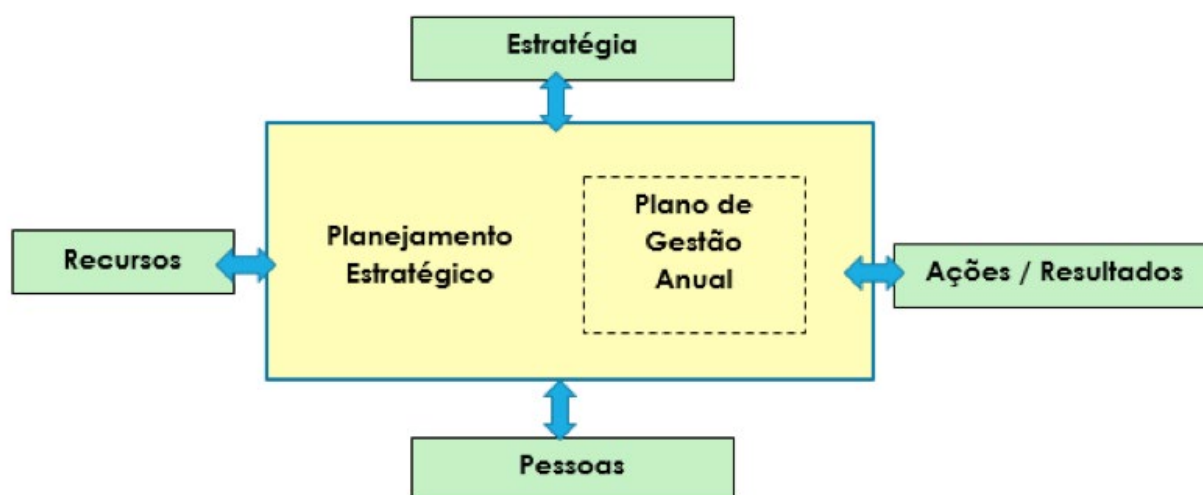 Estratégia
Recursos
Planejamento
Estratégico
Plano de
Gestão
Anual
Ações / Resultados
Pessoas